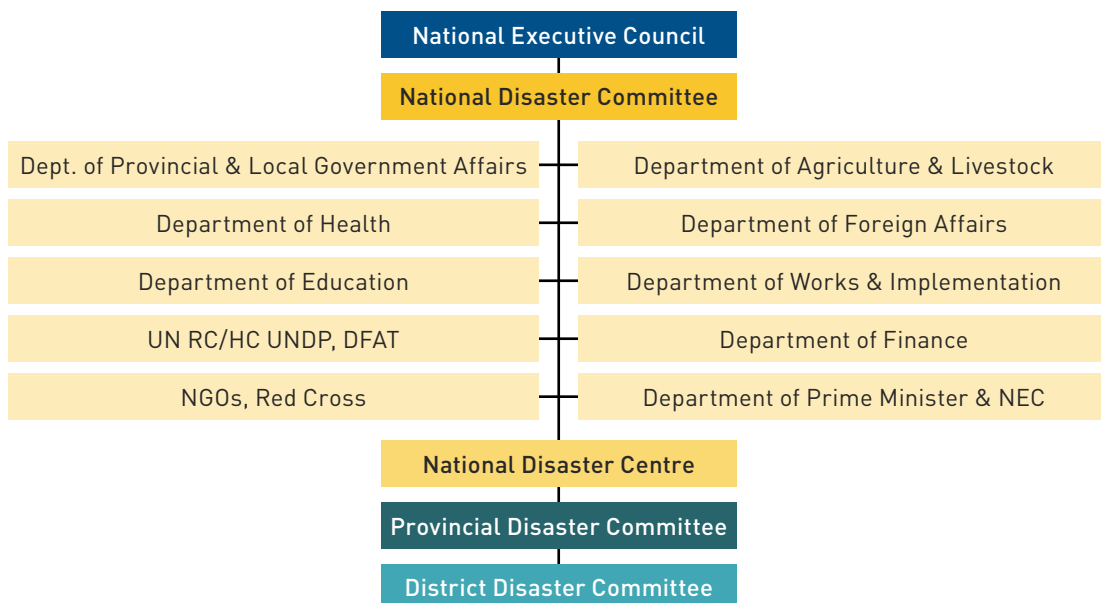 National Executive Council
National Disaster Committee
Dept. of Provincial & Local Government Affairs
Department of Agriculture & Livestock
Department of Health
Department of Foreign Affairs
Department of Education
Department of Works & Implementation
UN RC/HC UNDP, DFAT
Department of Finance
NGOs, Red Cross
Department of Prime Minister & NEC
National Disaster Centre
Provincial Disaster Committee
District Disaster Committee